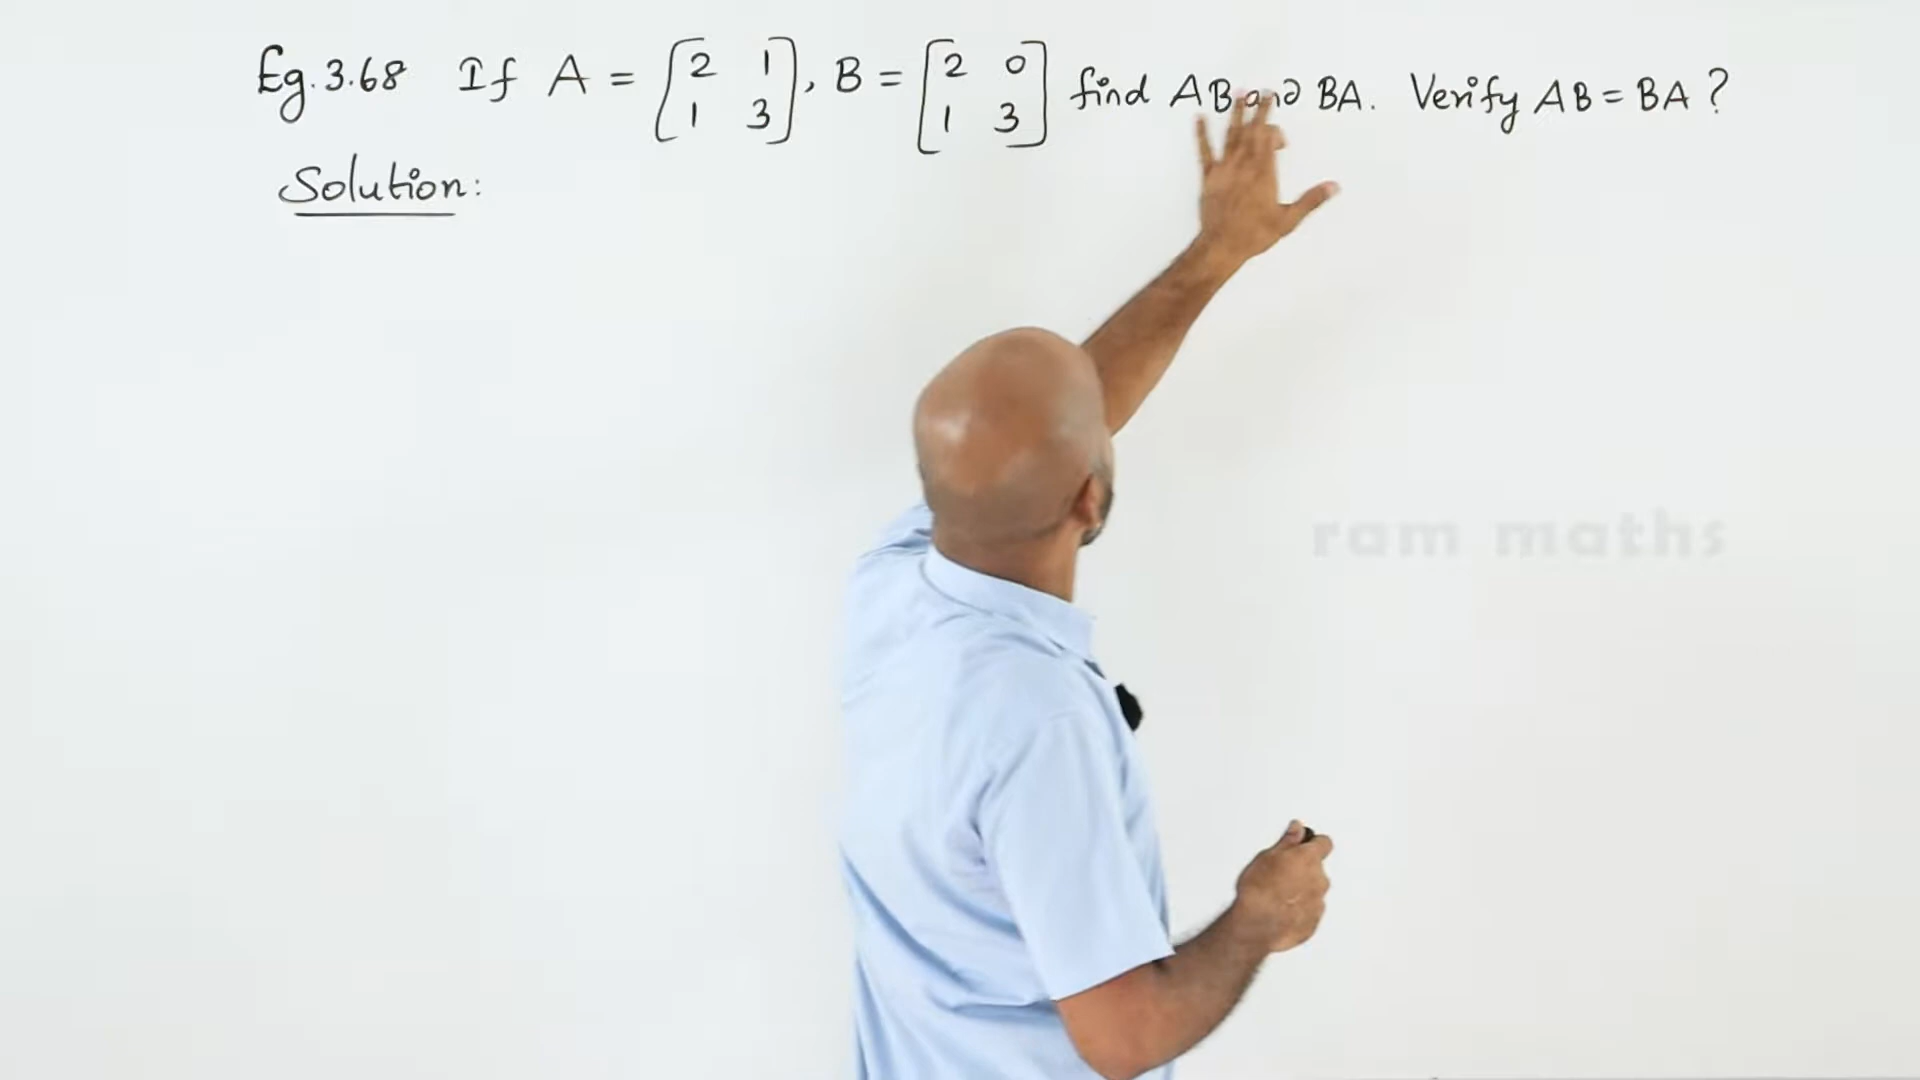 Eg. 3.68 If A = [2 1; 1 3], B = [2 0; 1 3] find AB and BA. Verify AB = BA ?
Solution:
ram maths